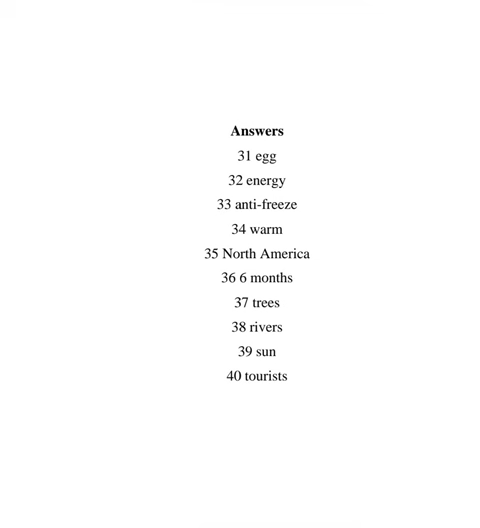 Answers
31 egg
32 energy
33 anti-freeze
34 warm
35 North America
36 6 months
37 trees
38 rivers
39 sun
40 tourists